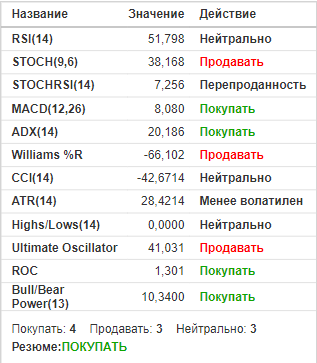 Название Значение Действие
RSI(14) 51,798 Нейтрально
STOCH(9,6) 38,168 Продавать
STOCHRSI(14) 7,256 Перепроданность
MACD(12,26) 8,080 Покупать
ADX(14) 20,186 Покупать
Williams %R -66,102 Продавать
CCI(14) -42,6714 Нейтрально
ATR(14) 28,4214 Менее волатилен
Highs/Lows(14) 0,0000 Нейтрально
Ultimate Oscillator 41,031 Продавать
ROC 1,301 Покупать
Bull/Bear
Power(13) 10,3400 Покупать
Покупать: 4 Продавать: 3 Нейтрально: 3
Резюме:ПОКУПАТЬ